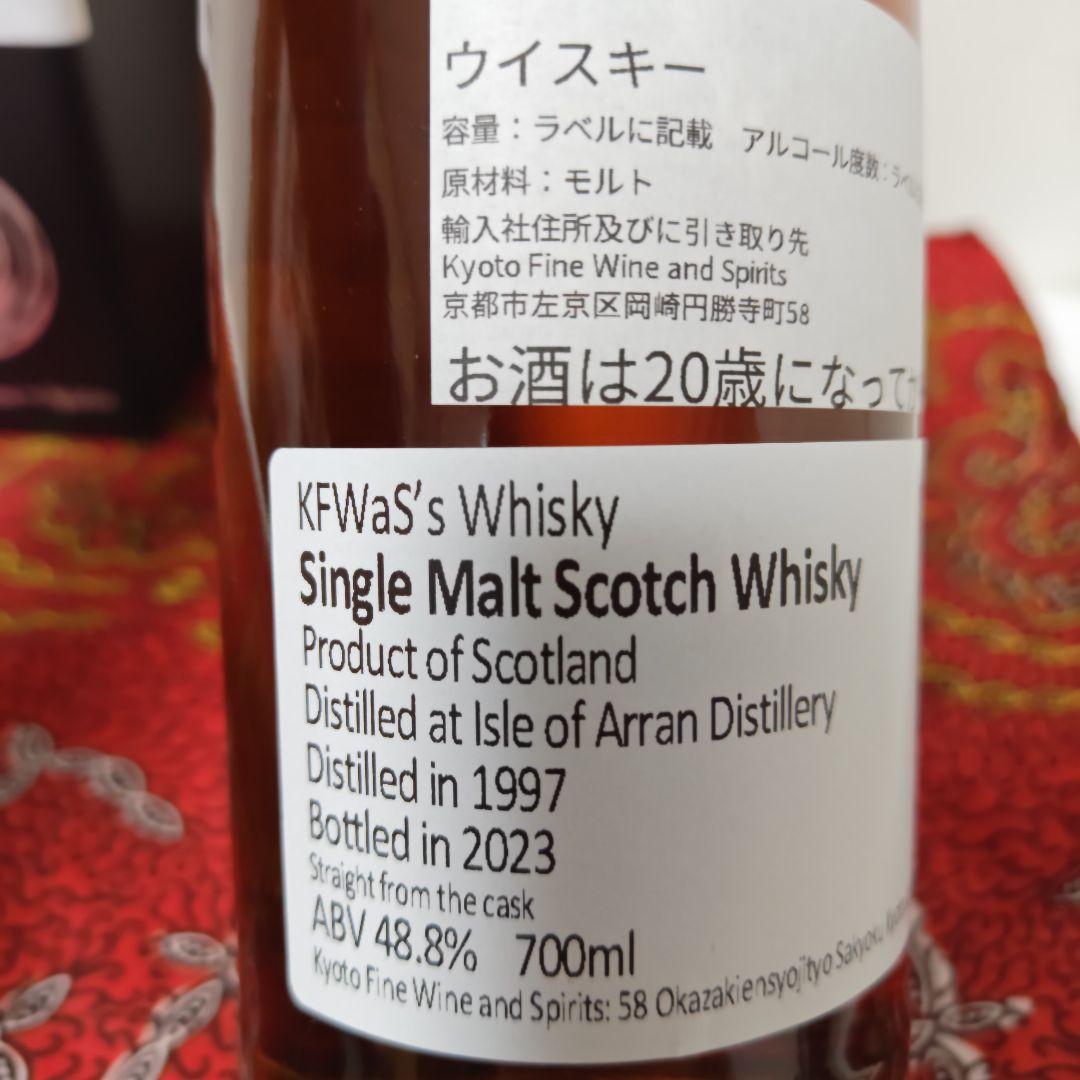 ウイスキー
容量：ラベルに記載　アルコール度数：ラベル
原材料：モルト
輸入社住所及びに引き取り先
Kyoto Fine Wine and Spirits
京都市左京区岡崎円勝寺町58
お酒は20歳になって
KFWaS's Whisky
Single Malt Scotch Whisky
Product of Scotland
Distilled at Isle of Arran Distillery
Distilled in 1997
Bottled in 2023
Straight from the cask
ABV 48.8%　700ml
Kyoto Fine Wine and Spirits: 58 Okazakiensyojityo Sakyoku